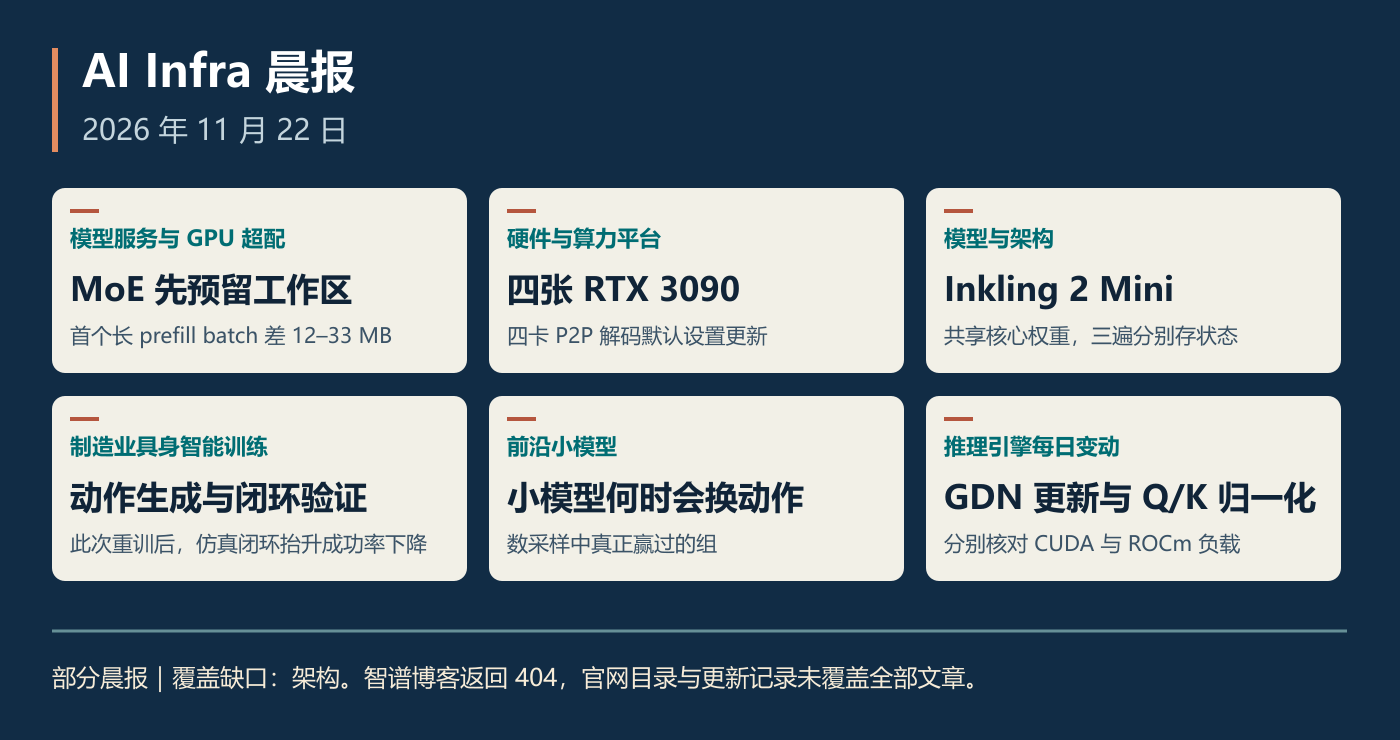 AI Infra 晨报
2026 年 11 月 22 日
模型服务与 GPU 超配
MoE 先预留工作区
首个长 prefill batch 差 12–33 MB
硬件与算力平台
四张 RTX 3090
四卡 P2P 解码默认设置更新
模型与架构
Inkling 2 Mini
共享核心权重，三遍分别存状态
制造业具身智能训练
动作生成与闭环验证
此次重训后，仿真闭环抬升成功率下降
前沿小模型
小模型何时会换动作
数采样中真正赢过的组
推理引擎每日变动
GDN 更新与 Q/K 归一化
分别核对 CUDA 与 ROCm 负载
部分晨报｜覆盖缺口：架构。智谱博客返回 404，官网目录与更新记录未覆盖全部文章。